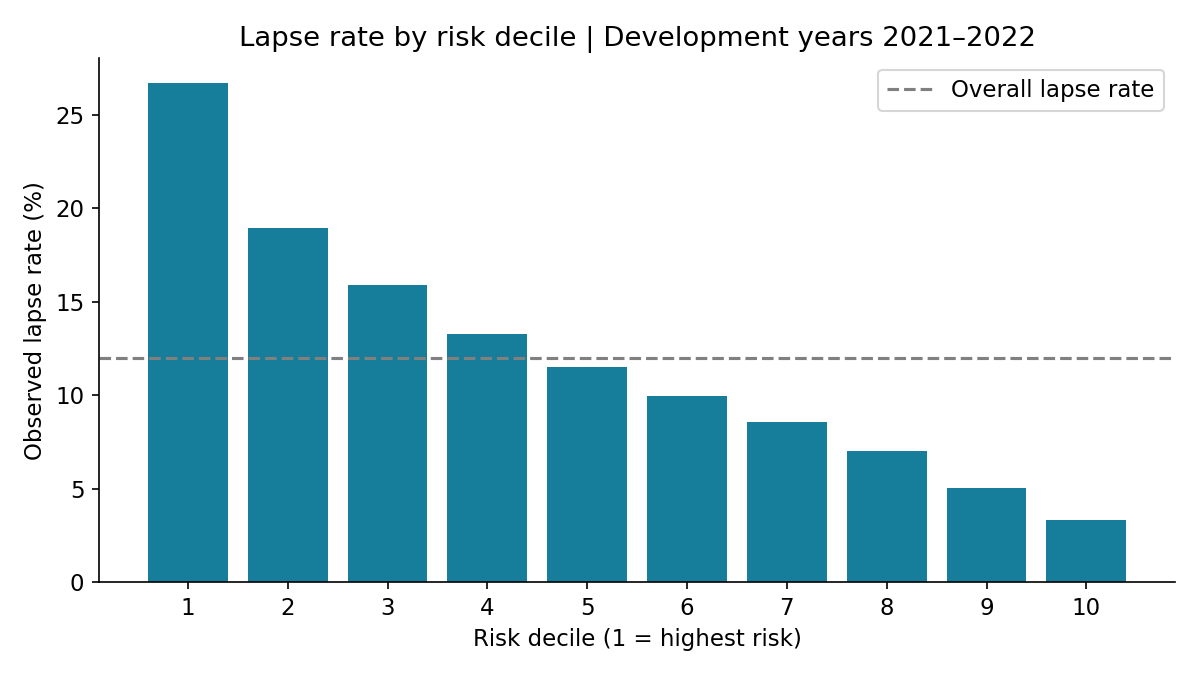 Lapse rate by risk decile | Development years 2021–2022
Overall lapse rate
Observed lapse rate (%)
25
20
15
10
5
0
1 2 3 4 5 6 7 8 9 10
Risk decile (1 = highest risk)